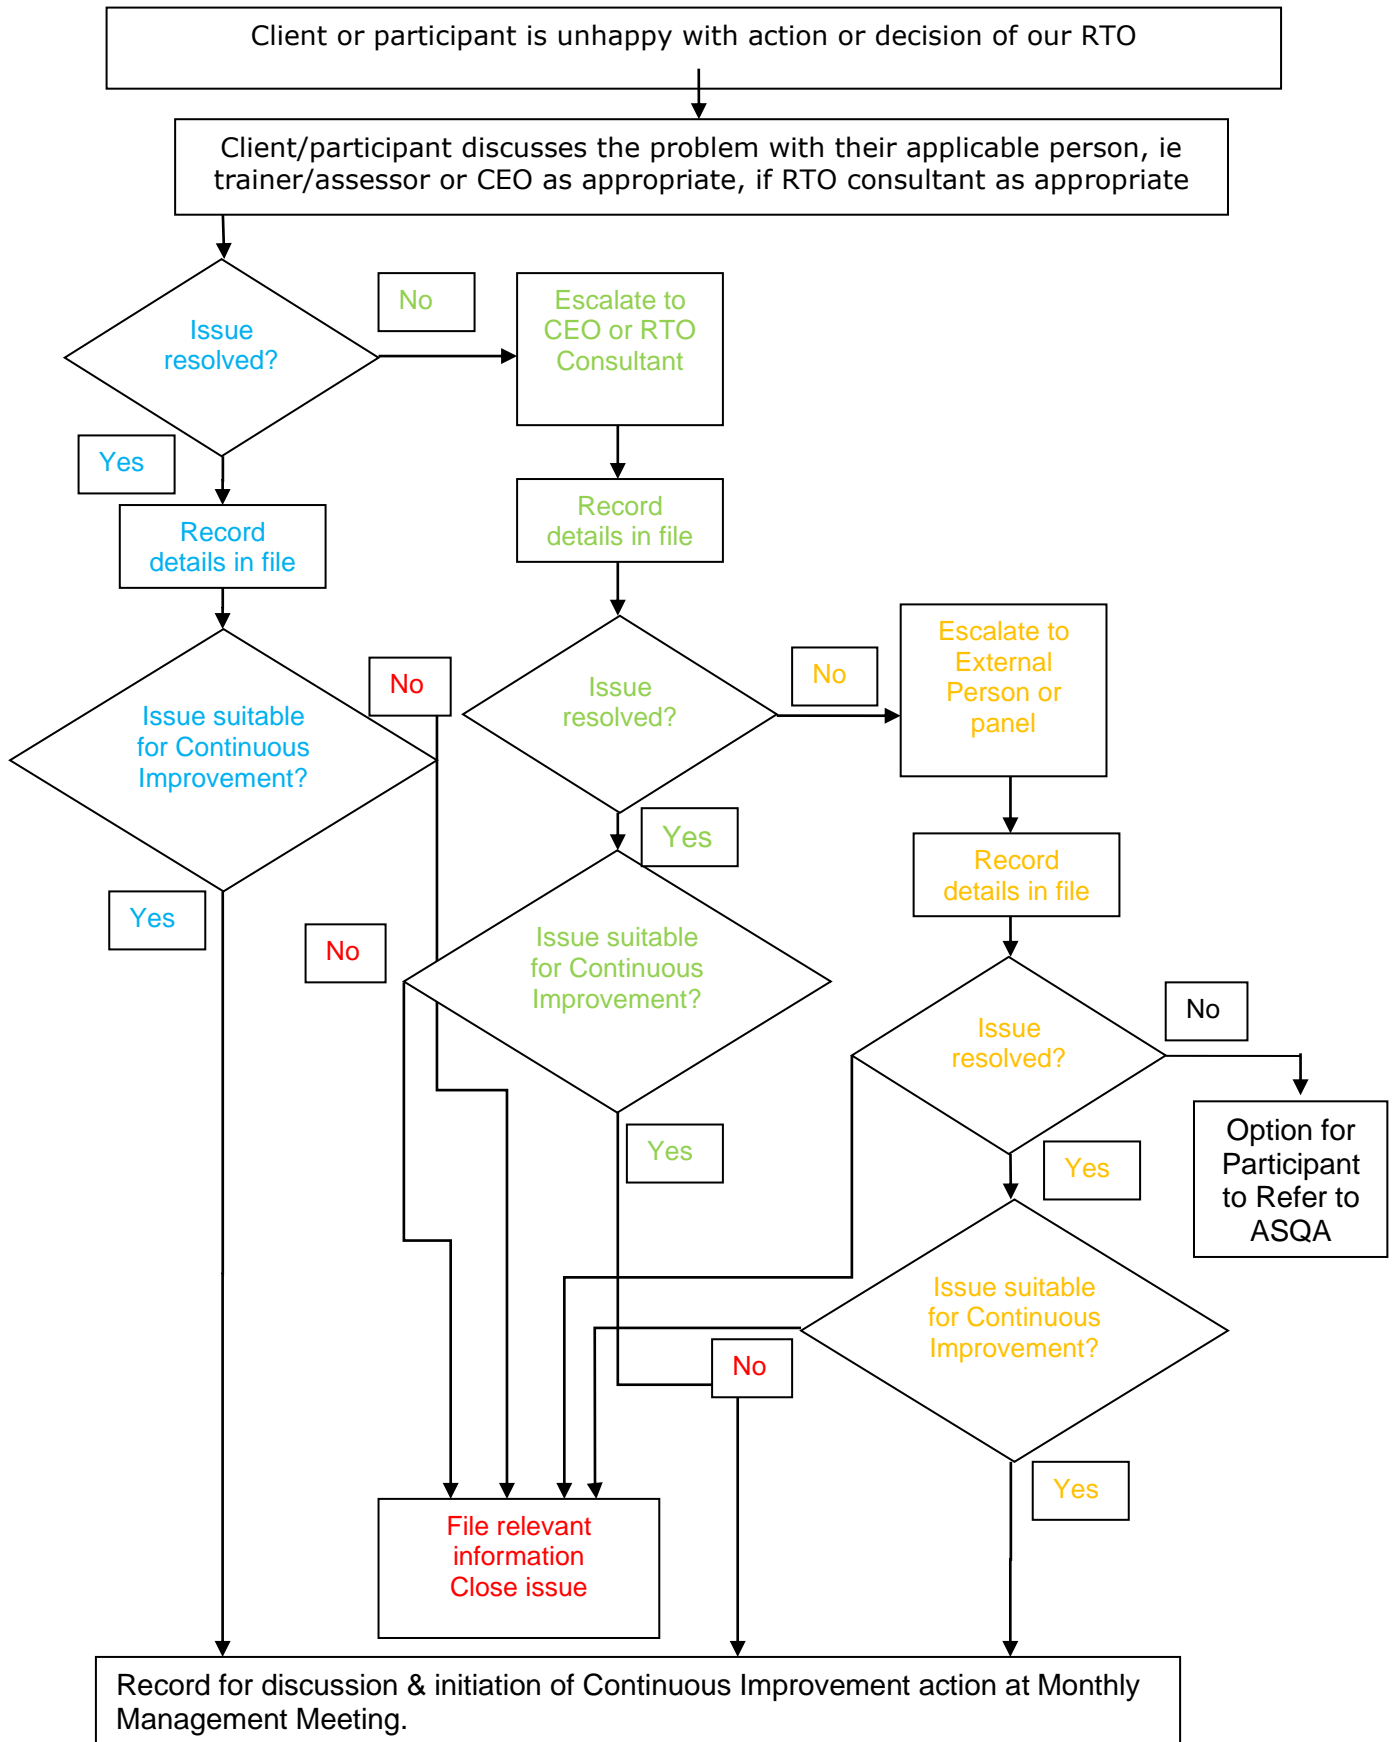 Client or participant is unhappy with action or decision of our RTO
Client/participant discusses the problem with their applicable person, ie
trainer/assessor or CEO as appropriate, if RTO consultant as appropriate
No
Escalate to
CEO or RTO
Consultant
Issue
resolved?
Yes
Record
details in file
Record
details in file
Escalate to
External
Person or
panel
No
No
Issue
resolved?
Issue suitable
for Continuous
Improvement?
Yes
Record
details in file
Yes
No
Issue suitable
for Continuous
Improvement?
No
Issue
resolved?
Yes
Yes
Option for
Participant
to Refer to
ASQA
Issue suitable
for Continuous
Improvement?
No
Yes
File relevant
information
Close issue
Record for discussion & initiation of Continuous Improvement action at Monthly
Management Meeting.